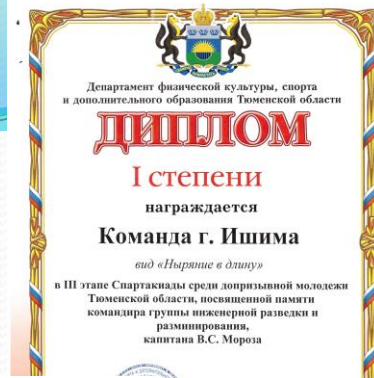 Департамент физической культуры, спорта
и дополнительного образования Тюменской области
ДИПЛОМ
I степени
награждается
Команда г. Ишима
вид «Ныряние в длину»
в III этапе Спартакиады среди допризывной молодежи
Тюменской области, посвященной памяти
командира группы инженерной разведки и
разминирования,
капитана В.С. Мороза